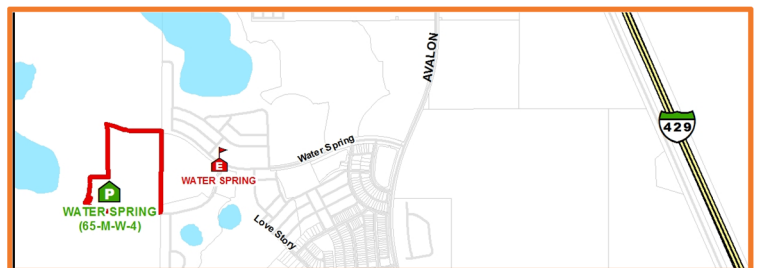 AVALON
429
Water Spring
E
WATER SPRING
P
WATER SPRING
(65-M-W-4)
Love Story